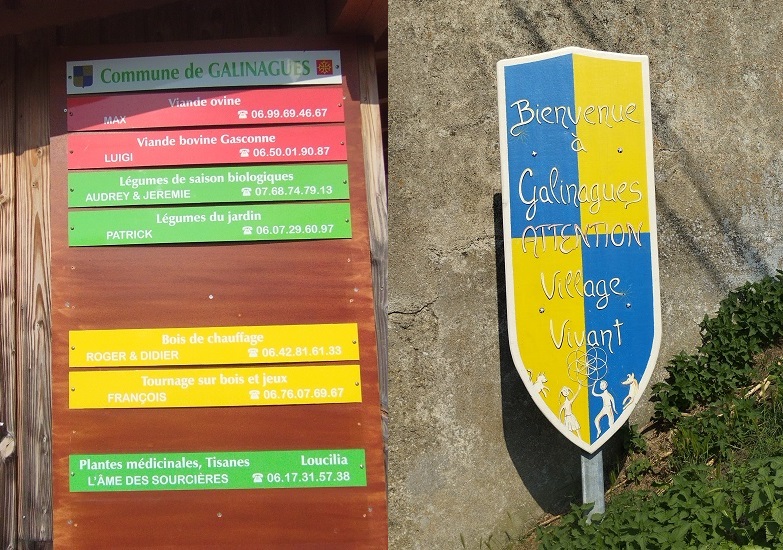 Commune de GALINAGUES
Viande ovine
MAX ☎ 06.99.69.46.67
Viande bovine Gasconne
LUIGI ☎ 06.50.01.90.87
Légumes de saison biologiques
AUDREY & JEREMIE ☎ 07.68.74.79.13
Légumes du jardin
PATRICK ☎ 06.07.29.60.97
Bois de chauffage
ROGER & DIDIER ☎ 06.42.81.61.33
Tournage sur bois et jeux
FRANÇOIS ☎ 06.76.07.69.67
Plantes médicinales, Tisanes Loucilia
L'ÂME DES SOURCIÈRES ☎ 06.17.31.57.38
Bienvenue
à
Galinagues
ATTENTION
Village
Vivant